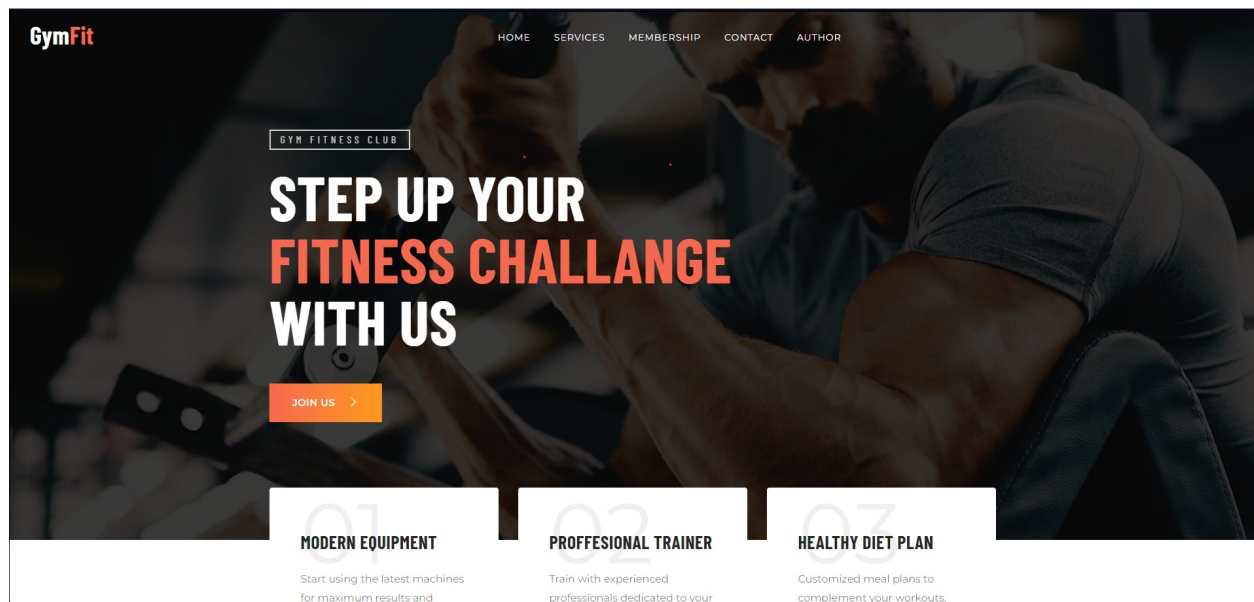 GymFit
HOME SERVICES MEMBERSHIP CONTACT AUTHOR
GYM FITNESS CLUB
STEP UP YOUR
FITNESS CHALLANGE
WITH US
JOIN US
01
MODERN EQUIPMENT
Start using the latest machines
for maximum results and
02
PROFFESIONAL TRAINER
Train with experienced
professionals dedicated to your
03
HEALTHY DIET PLAN
Customized meal plans to
complement your workouts.